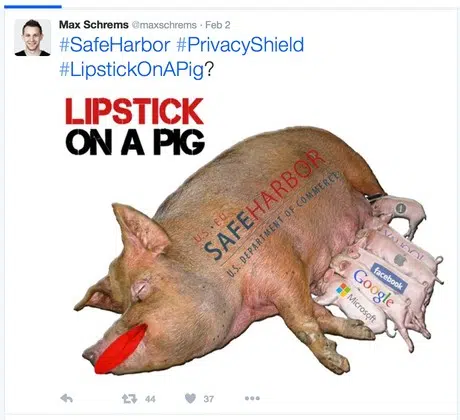 Max Schrems @maxschrems · Feb 2
#SafeHarbor #PrivacyShield
#LipstickOnAPig?
LIPSTICK
ON A PIG
U.S.-EU
SAFEHARBOR
U.S. DEPARTMENT OF COMMERCE
facebook
Google
Microsoft
44
37